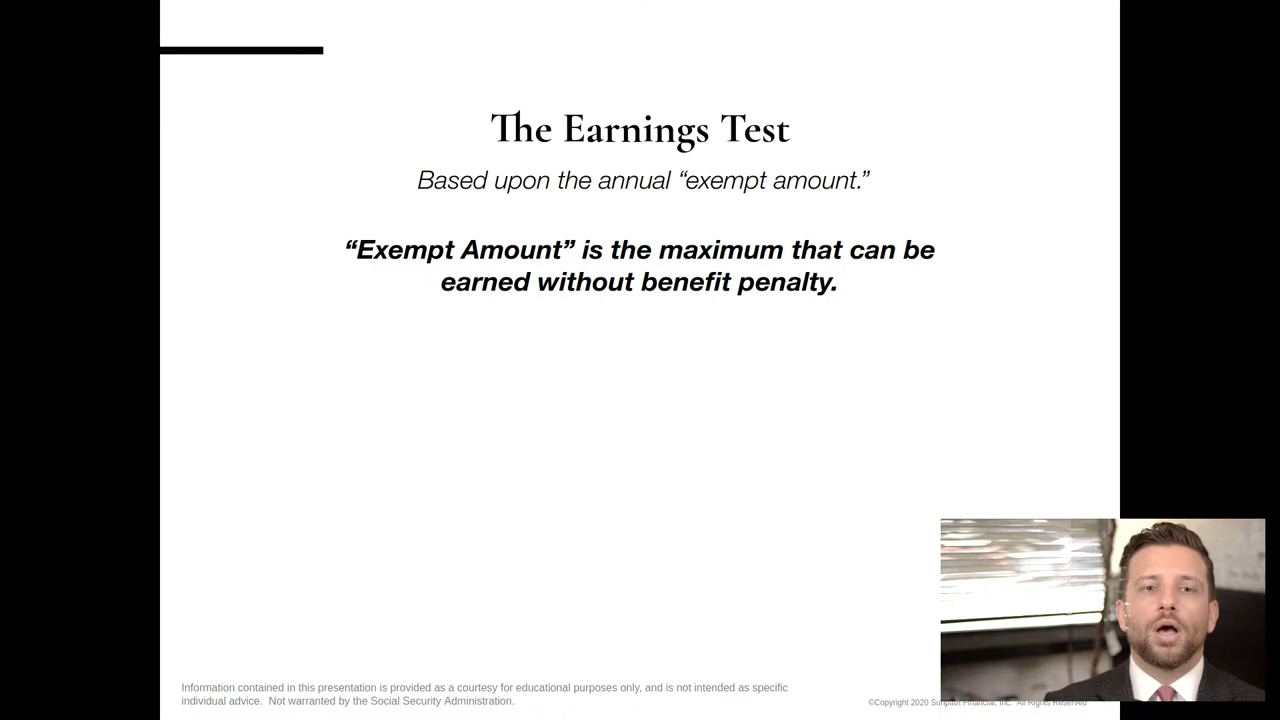 The Earnings Test
Based upon the annual “exempt amount.”
“Exempt Amount” is the maximum that can be
earned without benefit penalty.
Information contained in this presentation is provided as a courtesy for educational purposes only, and is not intended as specific
individual advice. Not warranted by the Social Security Administration.
©Copyright 2020 Sunpath Financial, Inc. All Rights Reserved